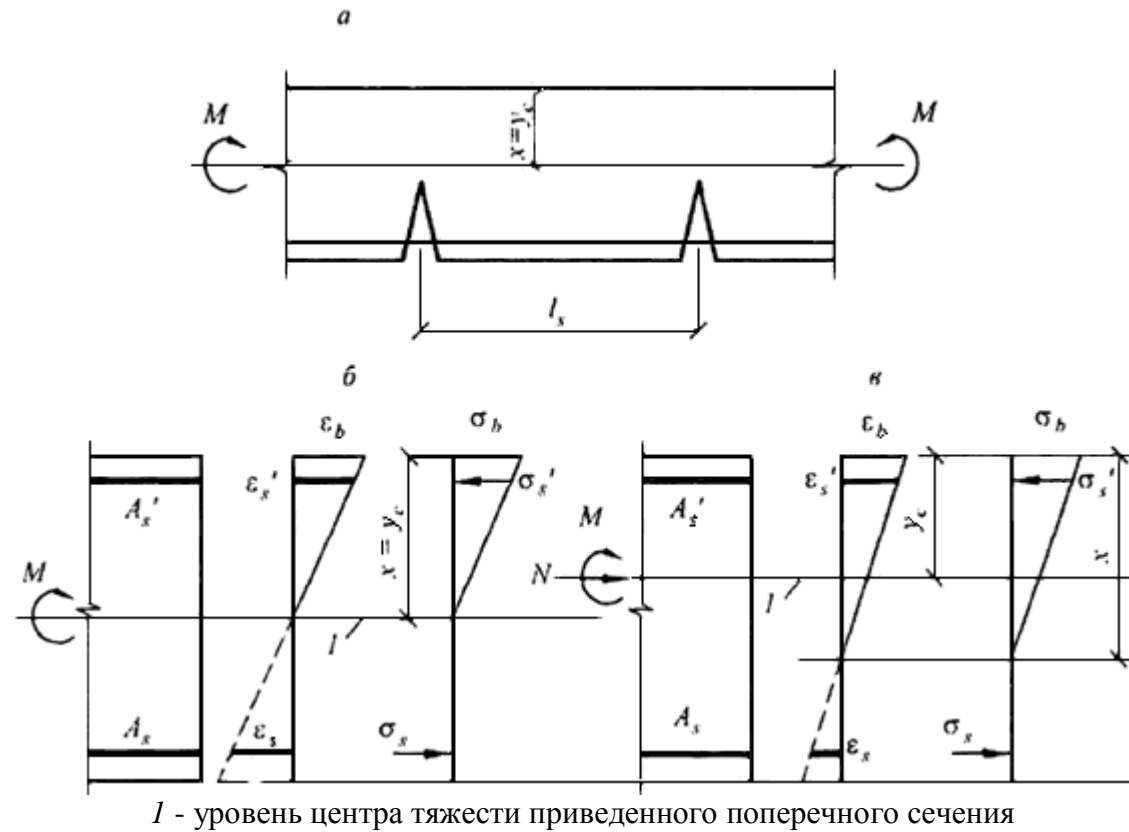 а
M
x=y_c
M
l_s
б
в
ε_b
σ_b
ε_b
σ_b
ε_s'
σ_s'
ε_s'
σ_s'
A_s'
A_s'
x = y_c
y_c
x
M
M
N
1
1
A_s
ε_s
σ_s
A_s
ε_s
σ_s
1 - уровень центра тяжести приведенного поперечного сечения